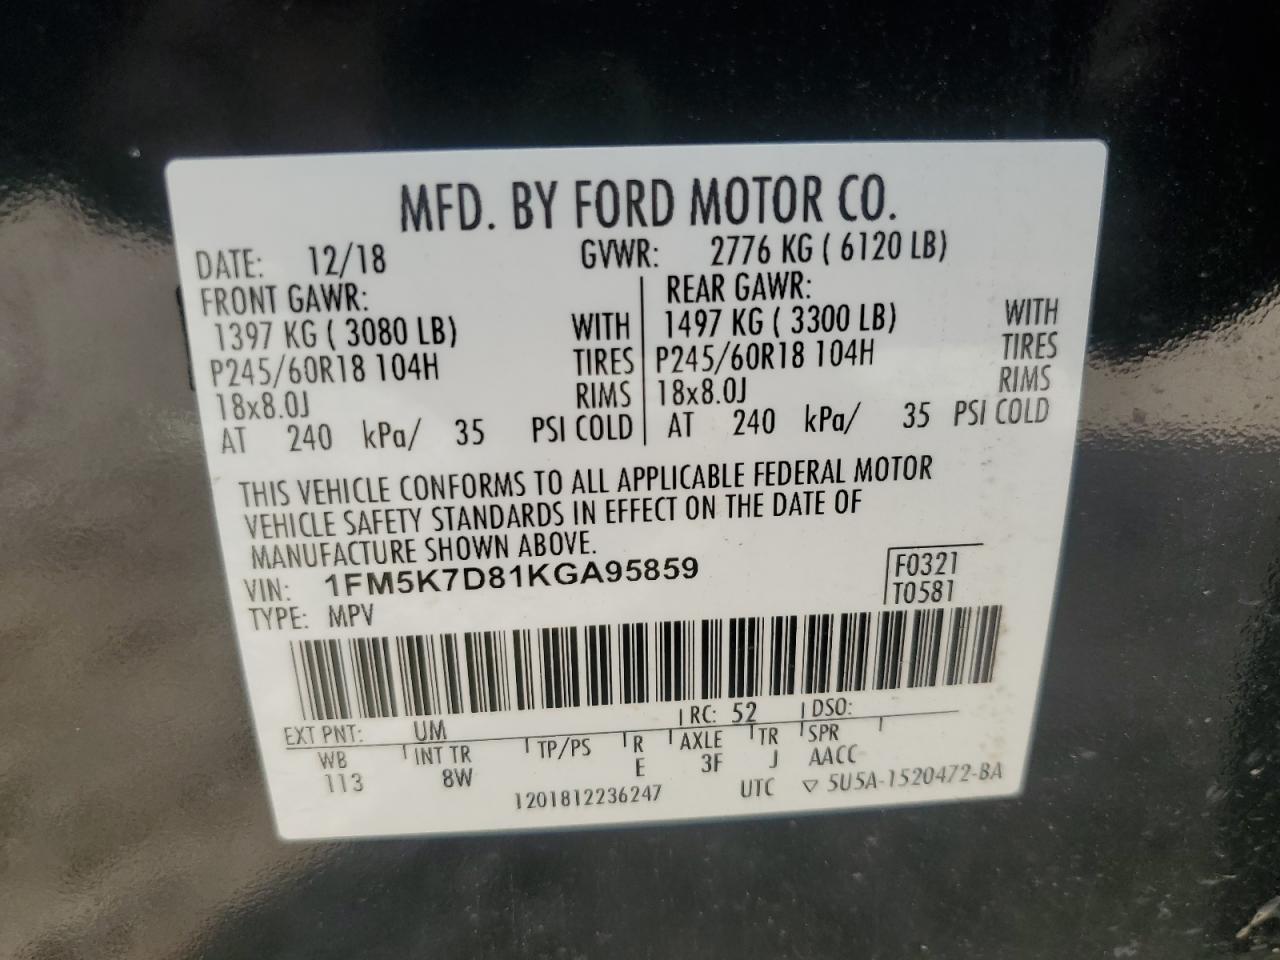 MFD. BY FORD MOTOR CO.
DATE: 12/18 GVWR: 2776 KG ( 6120 LB)
FRONT GAWR: REAR GAWR:
1397 KG ( 3080 LB) WITH 1497 KG ( 3300 LB) WITH
P245/60R18 104H TIRES P245/60R18 104H TIRES
18x8.0J RIMS 18x8.0J RIMS
AT 240 kPa/ 35 PSI COLD AT 240 kPa/ 35 PSI COLD
THIS VEHICLE CONFORMS TO ALL APPLICABLE FEDERAL MOTOR
VEHICLE SAFETY STANDARDS IN EFFECT ON THE DATE OF
MANUFACTURE SHOWN ABOVE.
VIN: 1FM5K7D81KGA95859 F0321
TYPE: MPV T0581
EXT PNT: UM RC: 52 DSO:
WB INT TR TP/PS R AXLE TR SPR
113 8W E 3F J AACC
1201812236247 UTC ▽ 5U5A-1520472-BA